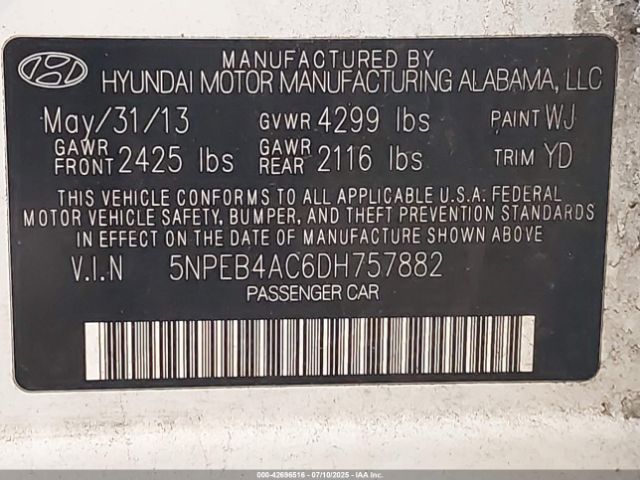 MANUFACTURED BY
HYUNDAI MOTOR MANUFACTURING ALABAMA, LLC
May/31/13 GVWR 4299 lbs PAINT WJ
GAWR FRONT 2425 lbs GAWR REAR 2116 lbs TRIM YD
THIS VEHICLE CONFORMS TO ALL APPLICABLE U.S.A. FEDERAL
MOTOR VEHICLE SAFETY, BUMPER, AND THEFT PREVENTION STANDARDS
IN EFFECT ON THE DATE OF MANUFACTURE SHOWN ABOVE.
V.I.N 5NPEB4AC6DH757882
PASSENGER CAR
000-42696516 - 07/10/2025 - IAAI.COM